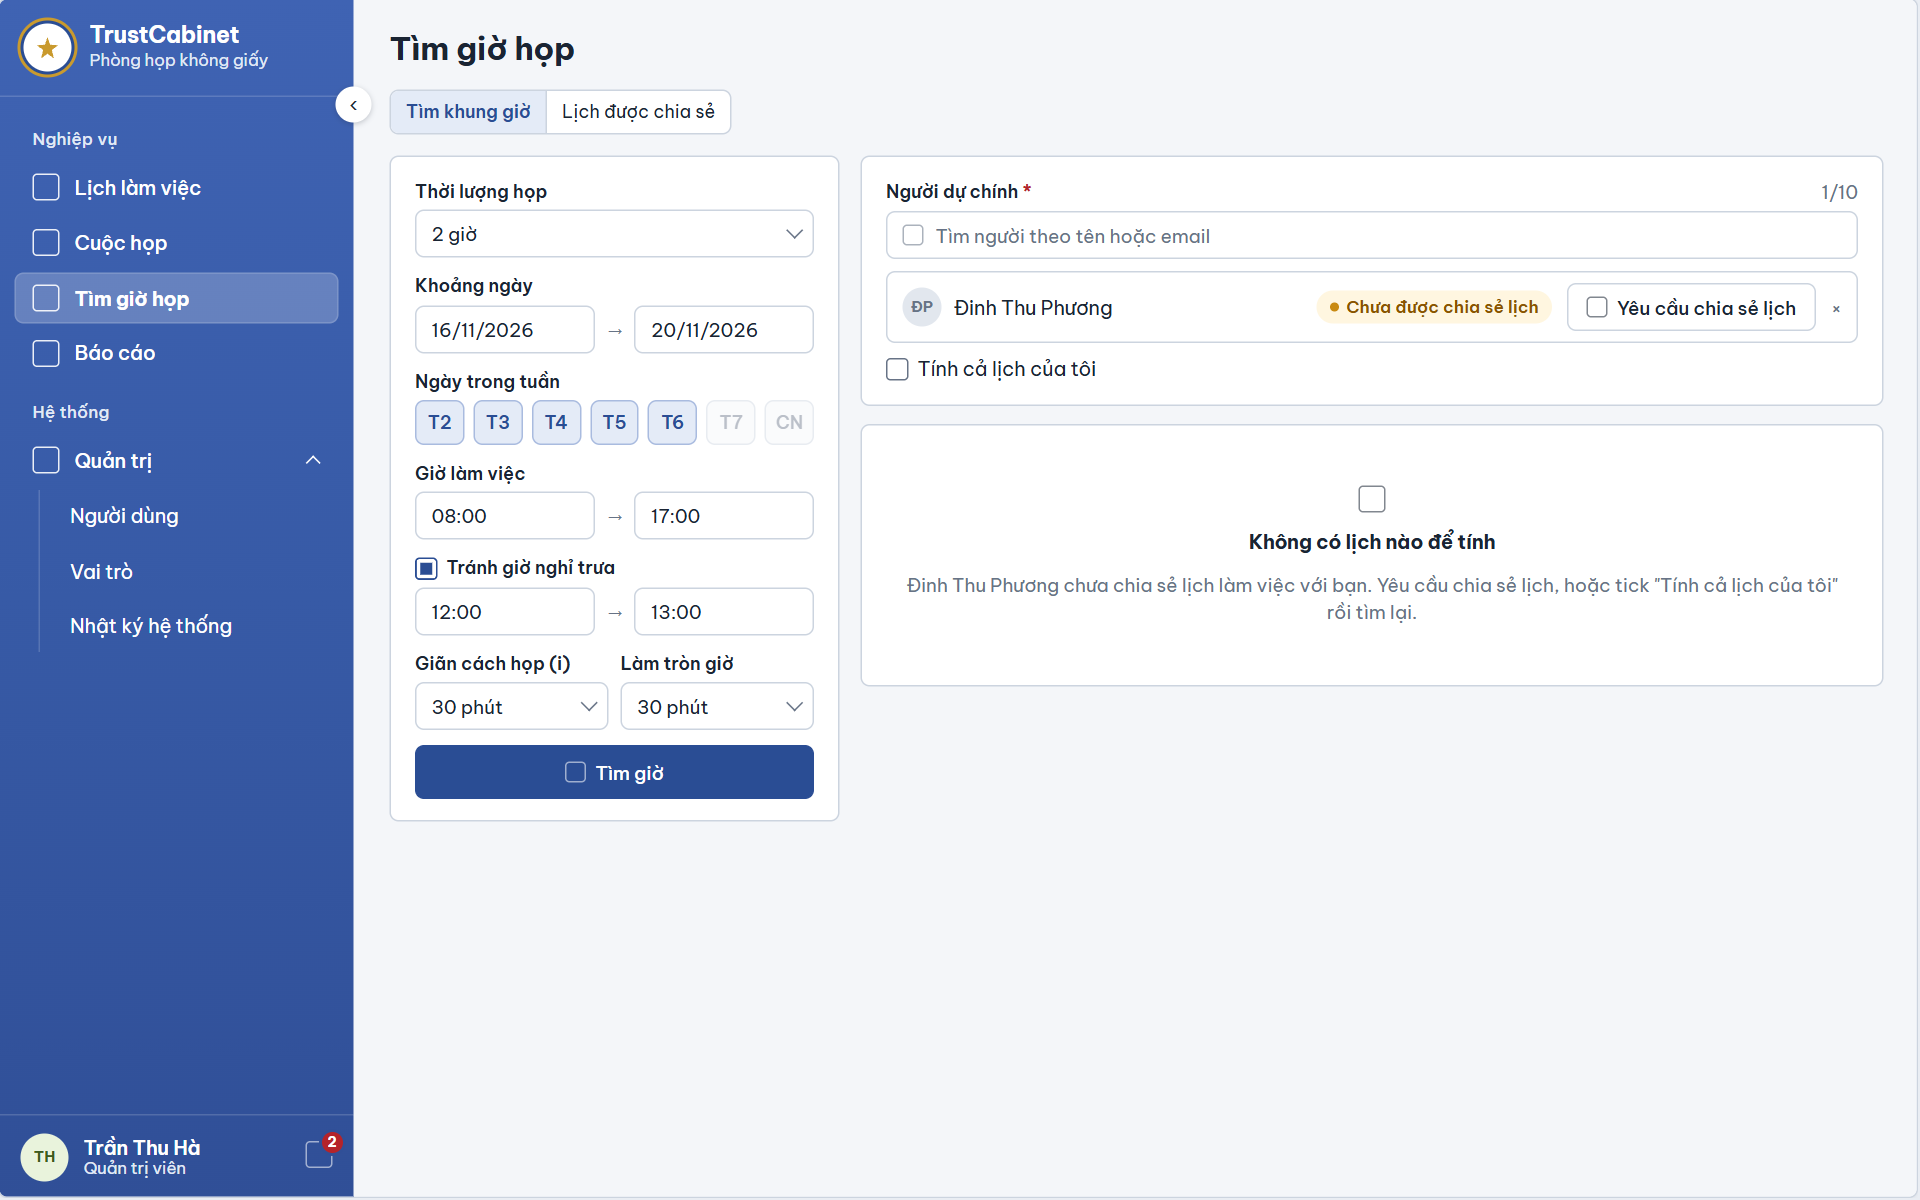 TrustCabinet
Phòng họp không giấy
Nghiệp vụ
Lịch làm việc
Cuộc họp
Tìm giờ họp
Báo cáo
Hệ thống
Quản trị
Người dùng
Vai trò
Nhật ký hệ thống
TH
Trần Thu Hà
Quản trị viên
2
Tìm giờ họp
Tìm khung giờ
Lịch được chia sẻ
Thời lượng họp
2 giờ
Khoảng ngày
16/11/2026 → 20/11/2026
Ngày trong tuần
T2 T3 T4 T5 T6 T7 CN
Giờ làm việc
08:00 → 17:00
Tránh giờ nghỉ trưa
12:00 → 13:00
Giãn cách họp (i) Làm tròn giờ
30 phút 30 phút
Tìm giờ
Người dự chính * 1/10
Tìm người theo tên hoặc email
ĐP Đinh Thu Phương Chưa được chia sẻ lịch Yêu cầu chia sẻ lịch ×
Tính cả lịch của tôi
Không có lịch nào để tính
Đinh Thu Phương chưa chia sẻ lịch làm việc với bạn. Yêu cầu chia sẻ lịch, hoặc tick "Tính cả lịch của tôi"
rồi tìm lại.